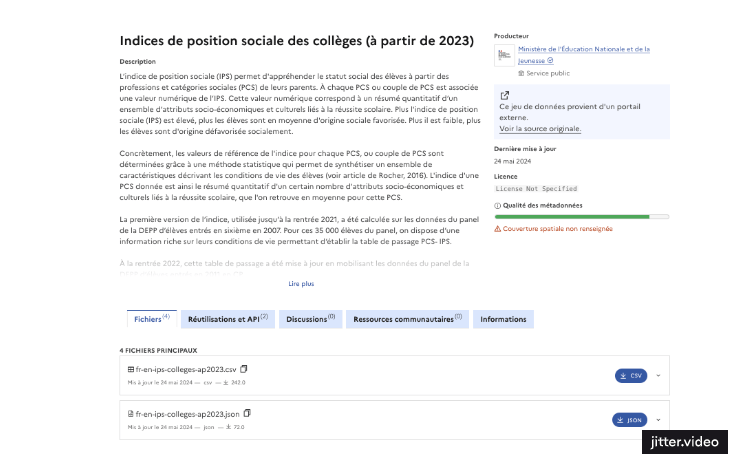 Indices de position sociale des collèges (à partir de 2023)
Description
L'indice de position sociale (IPS) permet d'appréhender le statut social des élèves à partir des
professions et catégories sociales (PCS) de leurs parents. À chaque PCS ou couple de PCS est associée
une valeur numérique de l'IPS. Cette valeur numérique correspond à un résumé quantitatif d'un
ensemble d'attributs socio-économiques et culturels liés à la réussite scolaire. Plus l'indice de position
sociale (IPS) est élevé, plus les élèves sont en moyenne d'origine sociale favorisée. Plus il est faible, plus
les élèves sont d'origine défavorisée socialement.
Concrètement, les valeurs de référence de l'indice pour chaque PCS, ou couple de PCS sont
déterminées grâce à une méthode statistique qui permet de synthétiser un ensemble de
caractéristiques décrivant les conditions de vie des élèves (voir article de Rocher, 2016). L'indice d'une
PCS donnée est ainsi le résumé quantitatif d'un certain nombre d'attributs socio-économiques et
culturels liés à la réussite scolaire, que l'on retrouve en moyenne pour cette PCS.
La première version de l'indice, utilisée jusqu'à la rentrée 2021, a été calculée sur les données du panel
de la DEPP d'élèves entrés en sixième en 2007. Pour ces 35 000 élèves du panel, on dispose d'une
information riche sur leurs conditions de vie permettant d'établir la table de passage PCS- IPS.
À la rentrée 2022, cette table de passage a été mise à jour en mobilisant les données du panel de la
Lire plus
Producteur
Ministère de l'Éducation Nationale et de la
Jeunesse
Service public
Ce jeu de données provient d'un portail
externe.
Voir la source originale.
Dernière mise à jour
24 mai 2024
Licence
License Not Specified
Qualité des métadonnées
Couverture spatiale non renseignée
Fichiers(4) Réutilisations et API(2) Discussions(0) Ressources communautaires(0) Informations
4 FICHIERS PRINCIPAUX
fr-en-ips-colleges-ap2023.csv
Mis à jour le 24 mai 2024 — csv — 242.0
CSV
fr-en-ips-colleges-ap2023.json
Mis à jour le 24 mai 2024 — json — 72.0
JSON
jitter.video